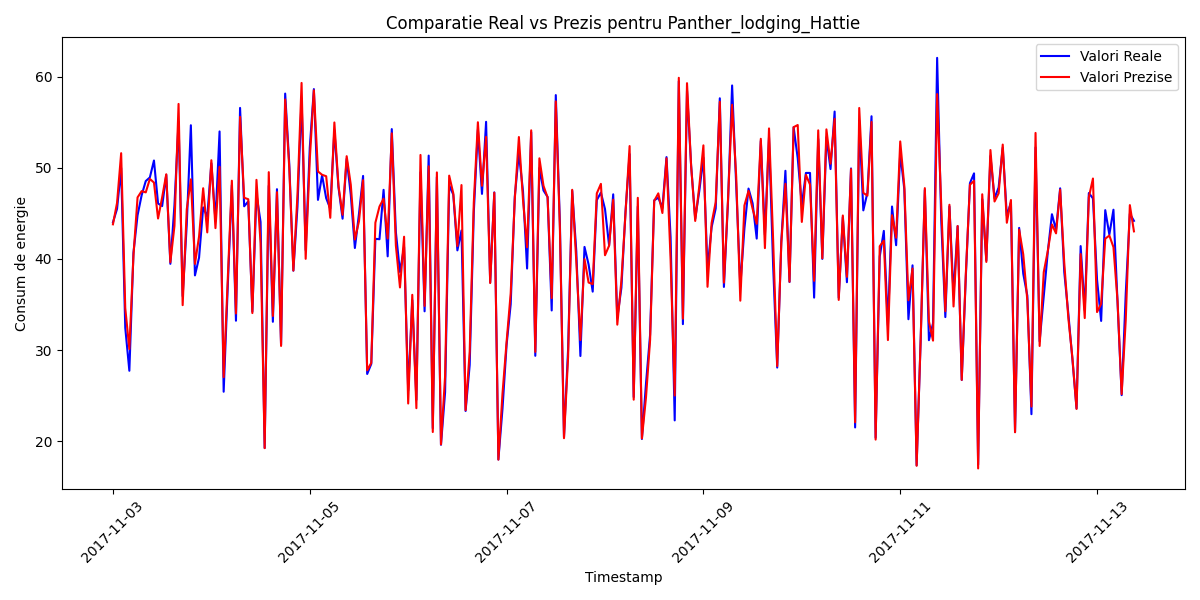 Comparatie Real vs Prezis pentru Panther_lodging_Hattie
Valori Reale
Valori Prezise
Consum de energie
60
50
40
30
20
2017-11-03
2017-11-05
2017-11-07
2017-11-09
2017-11-11
2017-11-13
Timestamp